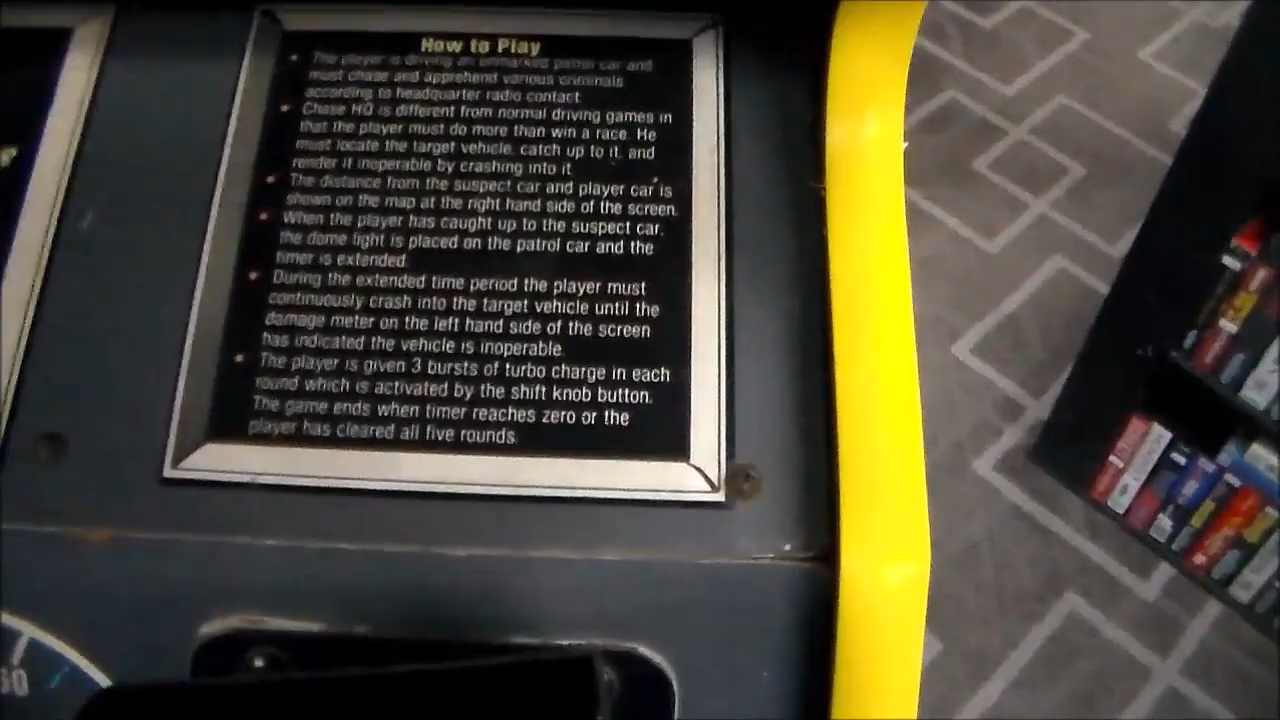 How to Play
• The player is driving an unmarked patrol car and
must chase and apprehend various criminals
according to headquarter radio contact.
• Chase HQ is different from normal driving games in
that the player must do more than win a race. He
must locate the target vehicle, catch up to it, and
render it inoperable by crashing into it
• The distance from the suspect car and player car is
shown on the map at the right hand side of the screen.
• When the player has caught up to the suspect car,
the dome light is placed on the patrol car and the
timer is extended.
• During the extended time period the player must
continuously crash into the target vehicle until the
damage meter on the left hand side of the screen
has indicated the vehicle is inoperable.
• The player is given 3 bursts of turbo charge in each
round which is activated by the shift knob button.
The game ends when timer reaches zero or the
player has cleared all five rounds.